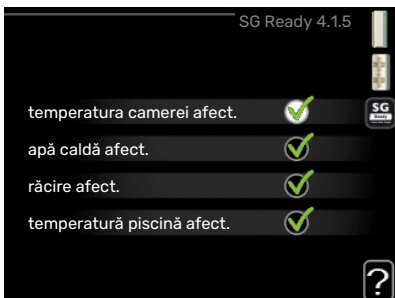 SG Ready 4.1.5
temperatura camerei afect.
SG
Ready
apă caldă afect.
răcire afect.
temperatură piscină afect.
?